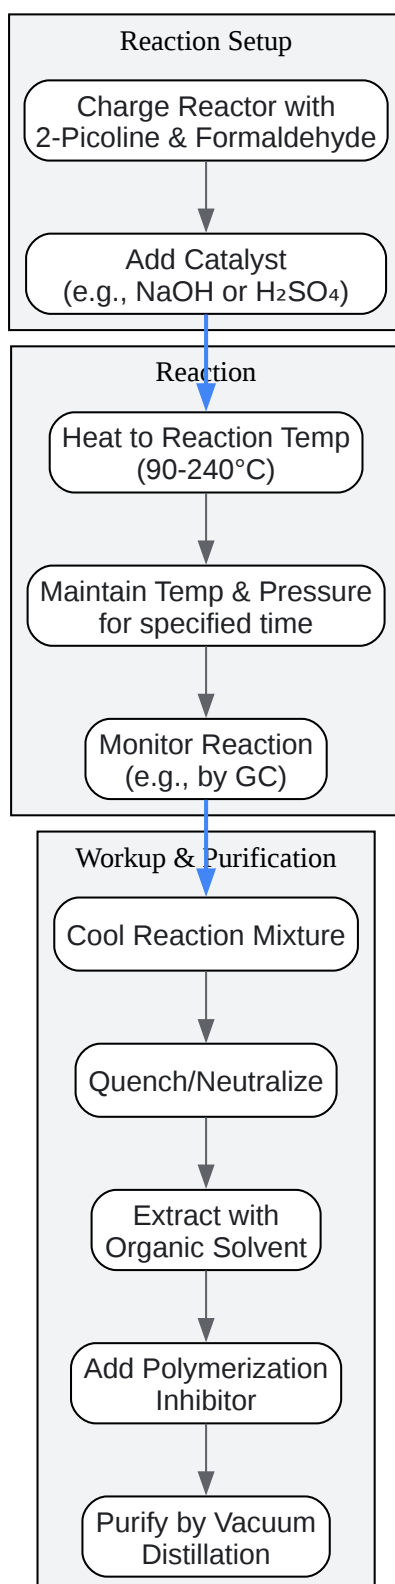 Reaction Setup
Charge Reactor with
2-Picoline & Formaldehyde
Add Catalyst
(e.g., NaOH or H₂SO₄)
Reaction
Heat to Reaction Temp
(90-240°C)
Maintain Temp & Pressure
for specified time
Monitor Reaction
(e.g., by GC)
Workup & Purification
Cool Reaction Mixture
Quench/Neutralize
Extract with
Organic Solvent
Add Polymerization
Inhibitor
Purify by Vacuum
Distillation